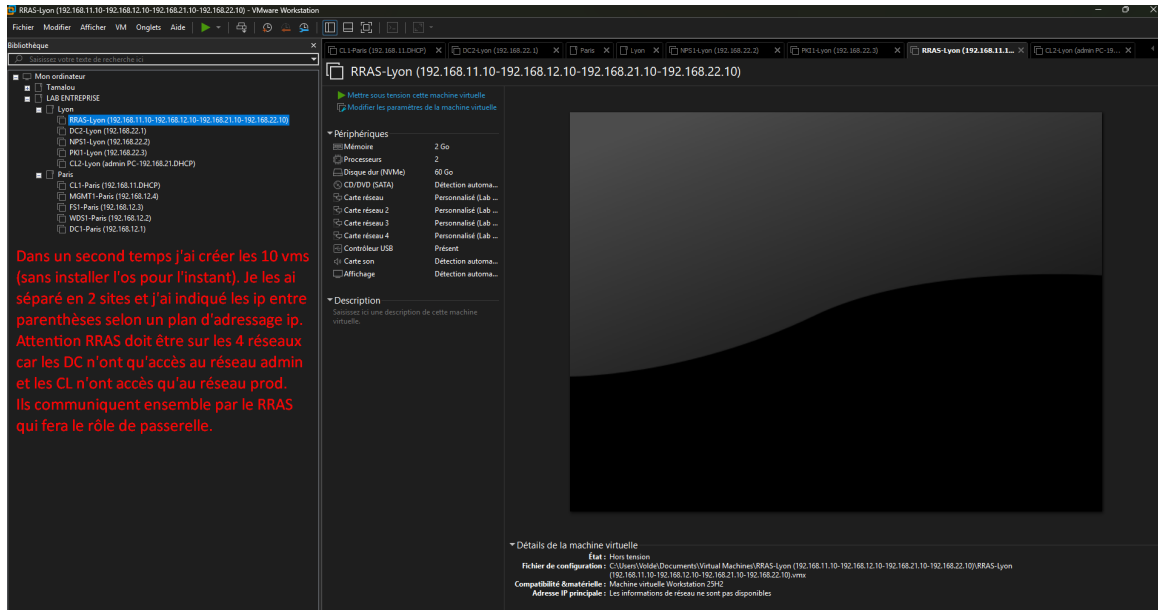 RRAS-Lyon (192.168.11.10-192.168.12.10-192.168.21.10-192.168.22.10) - VMware Workstation
Fichier Modifier Afficher VM Onglets Aide
Bibliothèque
Saisissez votre texte de recherche ici
Mon ordinateur
Tamalou
LAB ENTREPRISE
Lyon
RRAS-Lyon (192.168.11.10-192.168.12.10-192.168.21.10-192.168.22.10)
DC2-Lyon (192.168.22.1)
NPS1-Lyon (192.168.22.2)
PKI1-Lyon (192.168.22.3)
CL2-Lyon (admin PC-192.168.21.DHCP)
Paris
CL1-Paris (192.168.11.DHCP)
MGMT1-Paris (192.168.12.4)
FS1-Paris (192.168.12.3)
WDS1-Paris (192.168.12.2)
DC1-Paris (192.168.12.1)
Dans un second temps j'ai créer les 10 vms
(sans installer l'os pour l'instant). Je les ai
séparé en 2 sites et j'ai indiqué les ip entre
parenthèses selon un plan d'adressage ip.
Attention RRAS doit être sur les 4 réseaux
car les DC n'ont qu'accès au réseau admin
et les CL n'ont accès qu'au réseau prod.
Ils communiquent ensemble par le RRAS
qui fera le rôle de passerelle.
CL1-Paris (192.168.11.DHCP) DC2-Lyon (192.168.22.1) Paris Lyon NPS1-Lyon (192.168.22.2) PKI1-Lyon (192.168.22.3) RRAS-Lyon (192.168.11.1... CL2-Lyon (admin PC-19...
RRAS-Lyon (192.168.11.10-192.168.12.10-192.168.21.10-192.168.22.10)
Mettre sous tension cette machine virtuelle
Modifier les paramètres de la machine virtuelle
Périphériques
Mémoire 2 Go
Processeurs 2
Disque dur (NVMe) 60 Go
CD/DVD (SATA) Détection automa...
Carte réseau Personnalisé (Lab ...
Carte réseau 2 Personnalisé (Lab ...
Carte réseau 3 Personnalisé (Lab ...
Carte réseau 4 Personnalisé (Lab ...
Contrôleur USB Présent
Carte son Détection automa...
Affichage Détection automa...
Description
Saisissez ici une description de cette machine
virtuelle.
Détails de la machine virtuelle
État : Hors tension
Fichier de configuration : C:\Users\Volde\Documents\Virtual Machines\RRAS-Lyon (192.168.11.10-192.168.12.10-192.168.21.10-192.168.22.10)\RRAS-Lyon
(192.168.11.10-192.168.12.10-192.168.21.10-192.168.22.10).vmx
Compatibilité &matérielle : Machine virtuelle Workstation 25H2
Adresse IP principale : Les informations de réseau ne sont pas disponibles